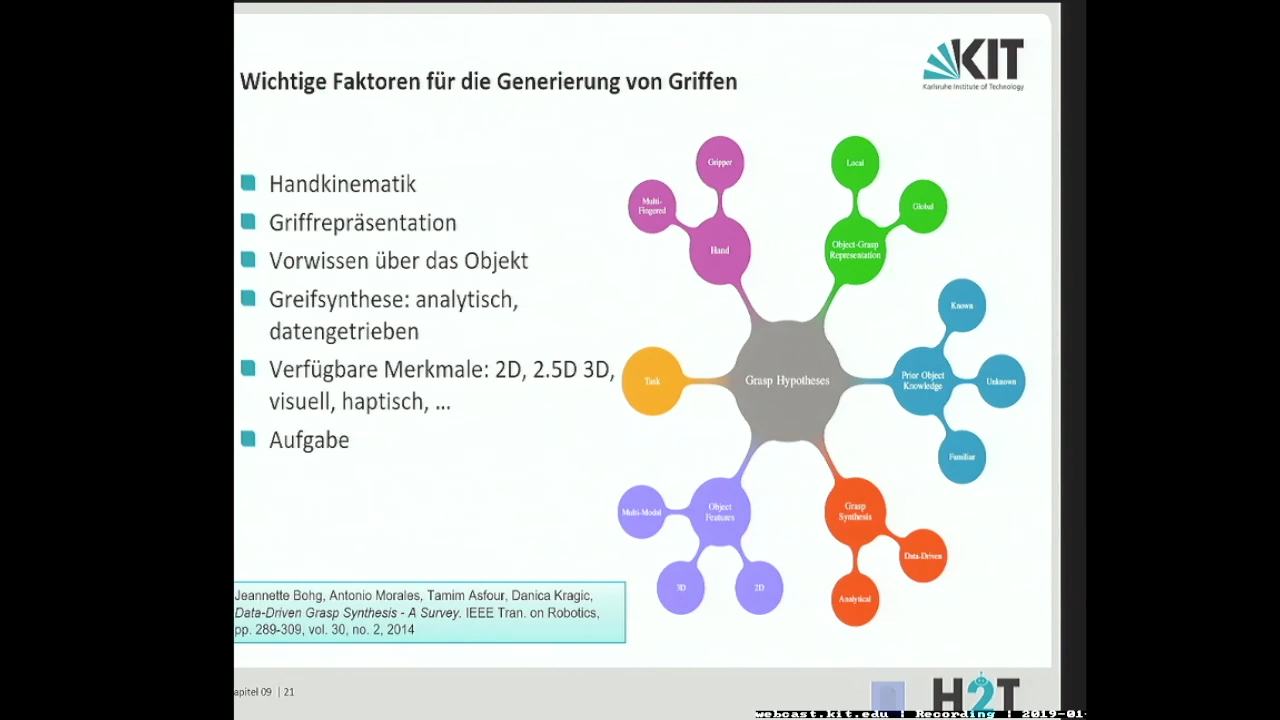 Wichtige Faktoren für die Generierung von Griffen
KIT
Karlsruhe Institute of Technology
Handkinematik
Griffrepräsentation
Vorwissen über das Objekt
Greifsynthese: analytisch,
datengetrieben
Verfügbare Merkmale: 2D, 2.5D 3D,
visuell, haptisch, ...
Aufgabe
Gripper
Multi-
Fingered
Hand
Local
Global
Object-Grasp
Representation
Known
Prior Object
Knowledge
Unknown
Familiar
Grasp Hypotheses
Task
Object
Features
Multi-Modal
3D
2D
Grasp
Synthesis
Data-Driven
Analytical
Jeannette Bohg, Antonio Morales, Tamim Asfour, Danica Kragic,
Data-Driven Grasp Synthesis - A Survey. IEEE Tran. on Robotics,
pp. 289-309, vol. 30, no. 2, 2014
apitel 09 | 21
H2T
webcast.kit.edu | Recording | 2019-01-